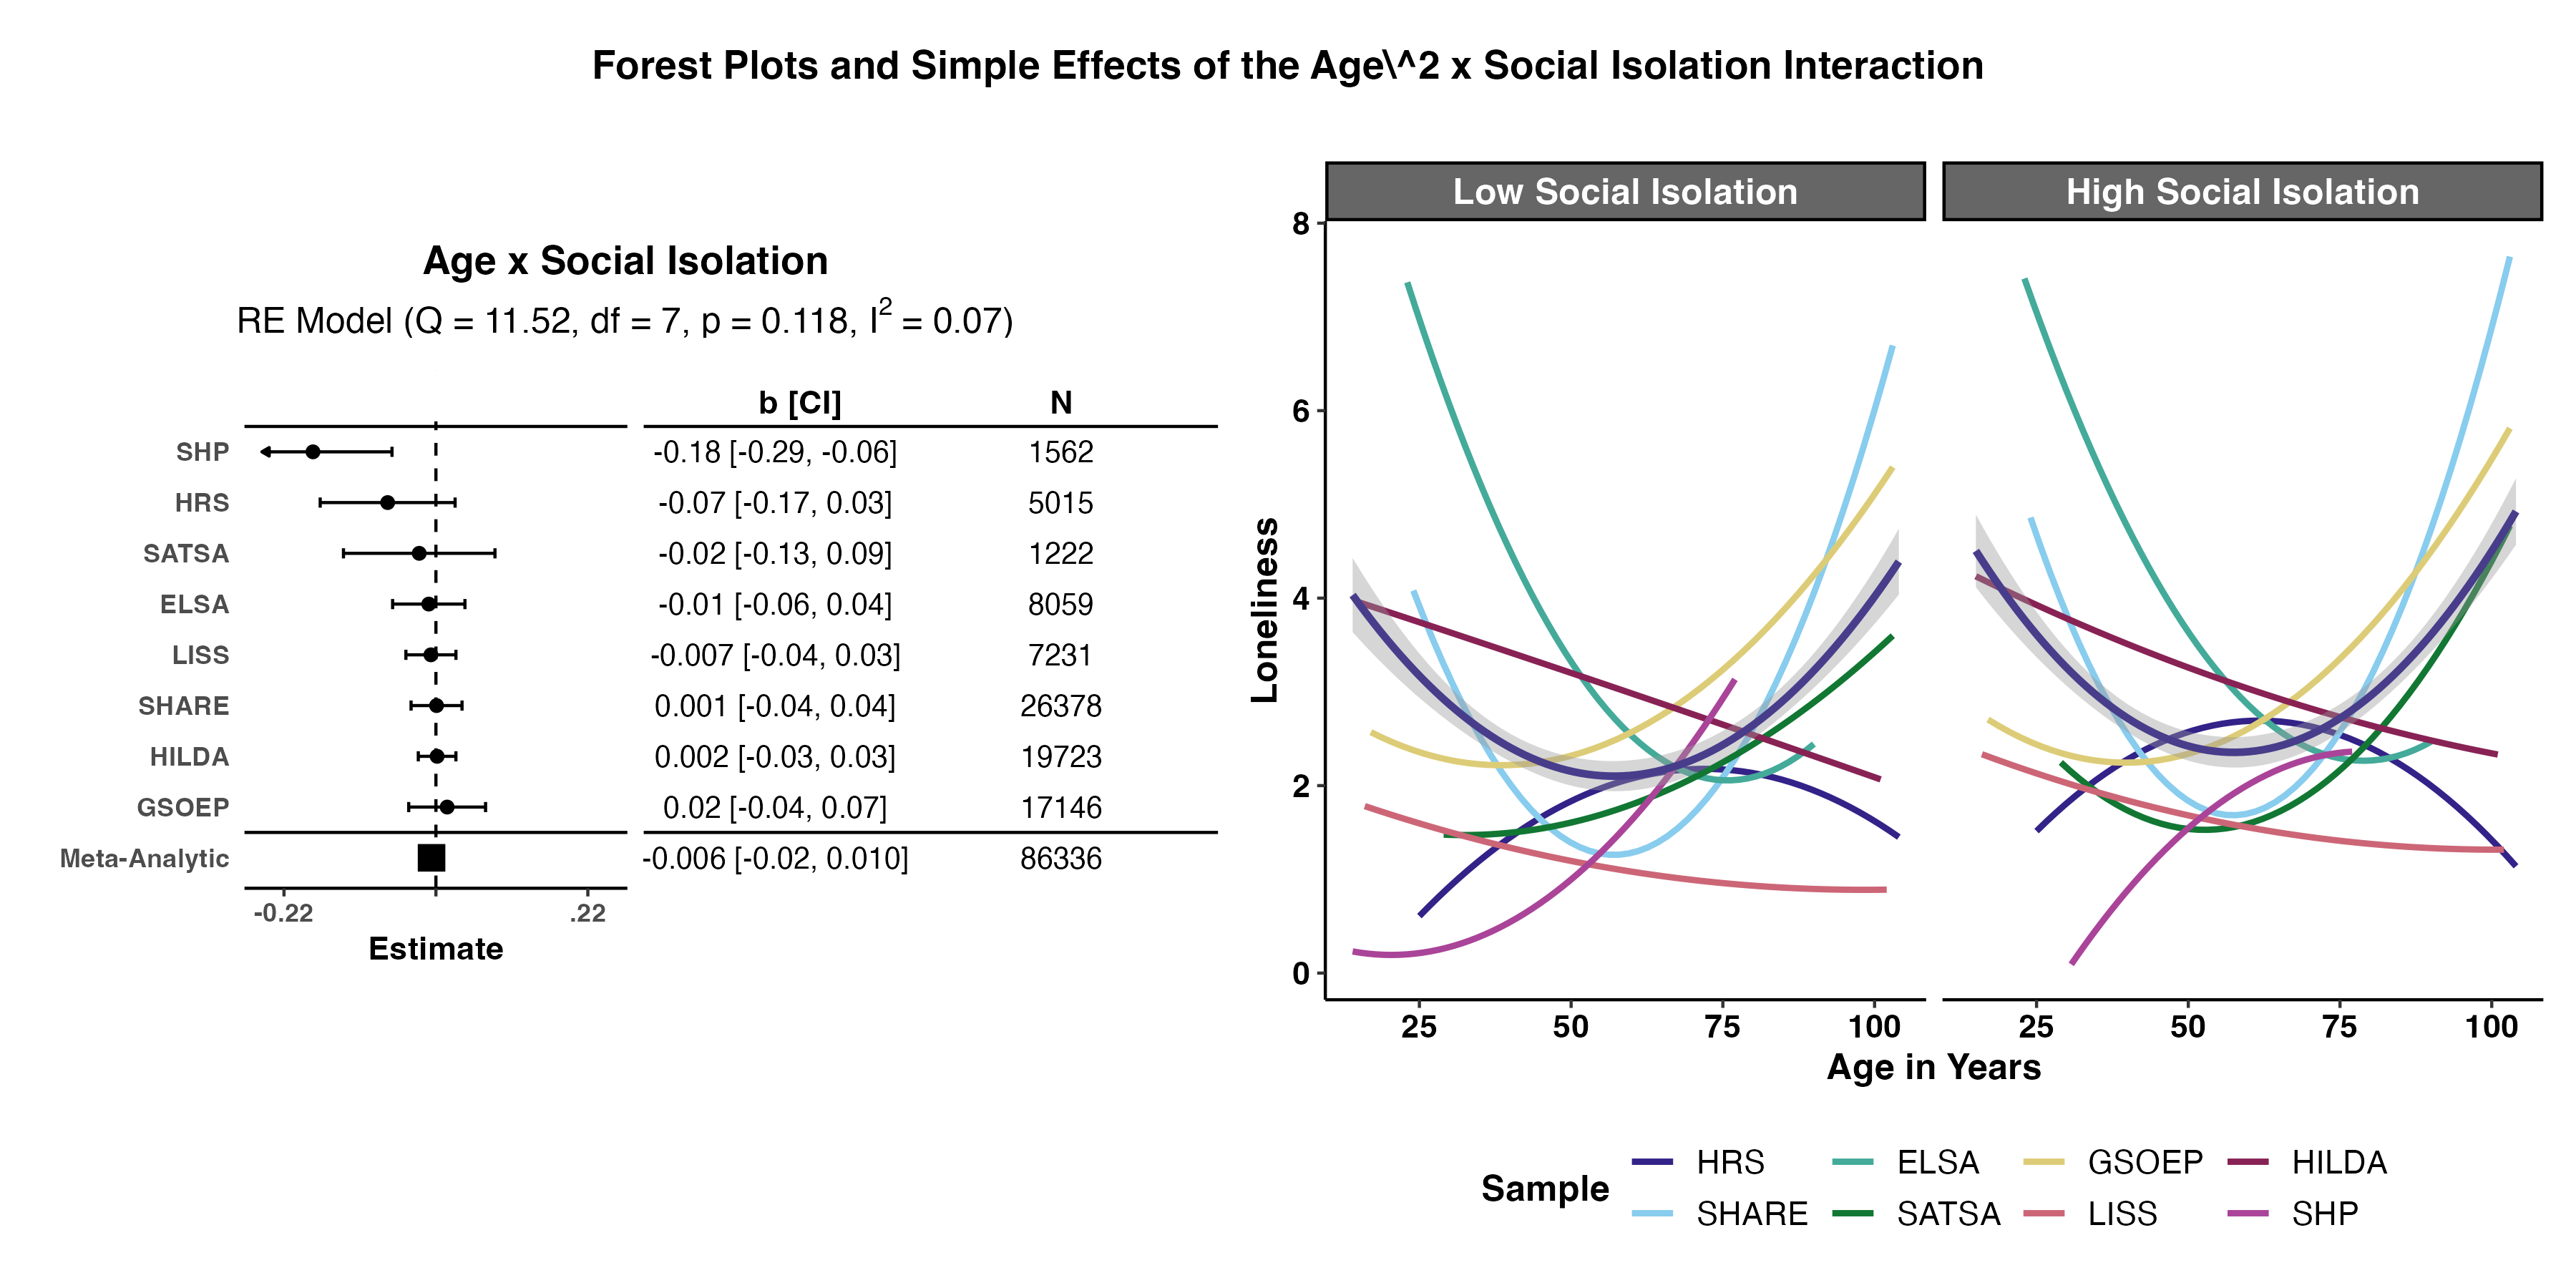 Forest Plots and Simple Effects of the Age\^2 x Social Isolation Interaction
Age x Social Isolation
RE Model (Q = 11.52, df = 7, p = 0.118, I² = 0.07)
b [CI] N
SHP -0.18 [-0.29, -0.06] 1562
HRS -0.07 [-0.17, 0.03] 5015
SATSA -0.02 [-0.13, 0.09] 1222
ELSA -0.01 [-0.06, 0.04] 8059
LISS -0.007 [-0.04, 0.03] 7231
SHARE 0.001 [-0.04, 0.04] 26378
HILDA 0.002 [-0.03, 0.03] 19723
GSOEP 0.02 [-0.04, 0.07] 17146
Meta-Analytic -0.006 [-0.02, 0.010] 86336
-0.22 .22
Estimate
Low Social Isolation High Social Isolation
8
6
4
2
0
Loneliness
25 50 75 100 25 50 75 100
Age in Years
Sample
HRS ELSA GSOEP HILDA
SHARE SATSA LISS SHP